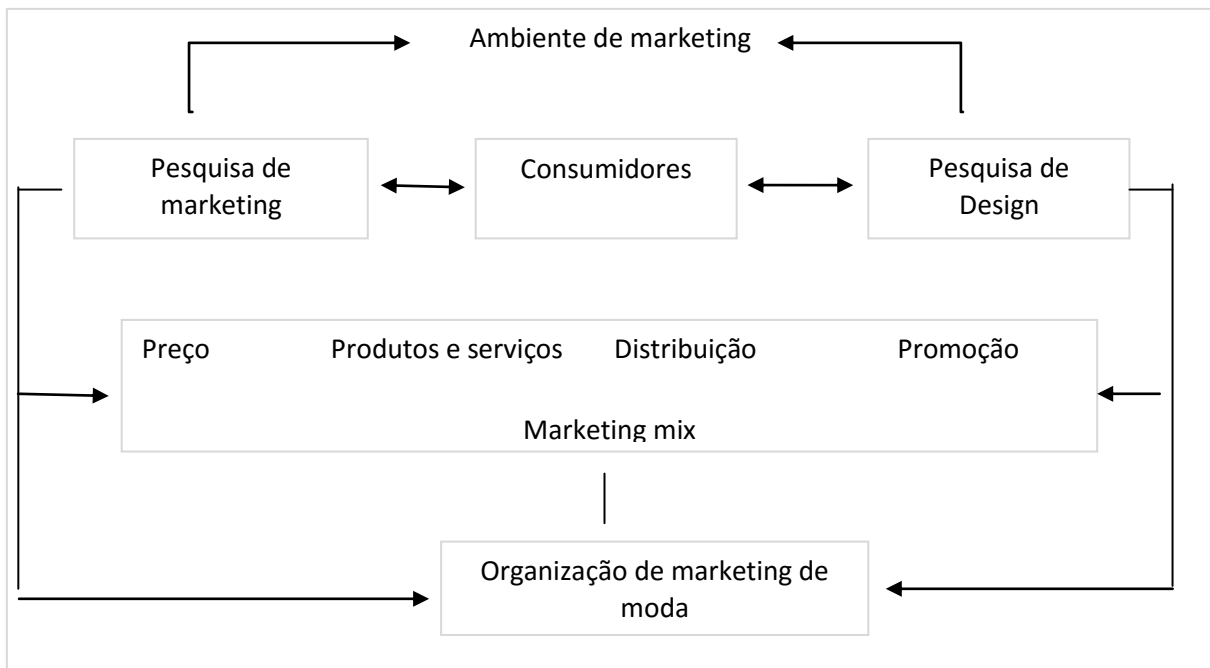 Ambiente de marketing
Pesquisa de
marketing
Consumidores
Pesquisa de
Design
Preço Produtos e serviços Distribuição Promoção
Marketing mix
Organização de marketing de
moda